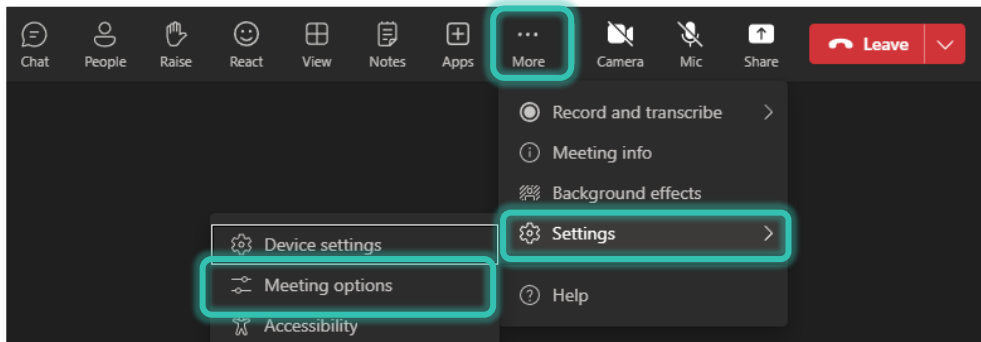 Chat People Raise React View Notes Apps More Camera Mic Share Leave
Record and transcribe
Meeting info
Background effects
Settings
Help
Device settings
Meeting options
Accessibility